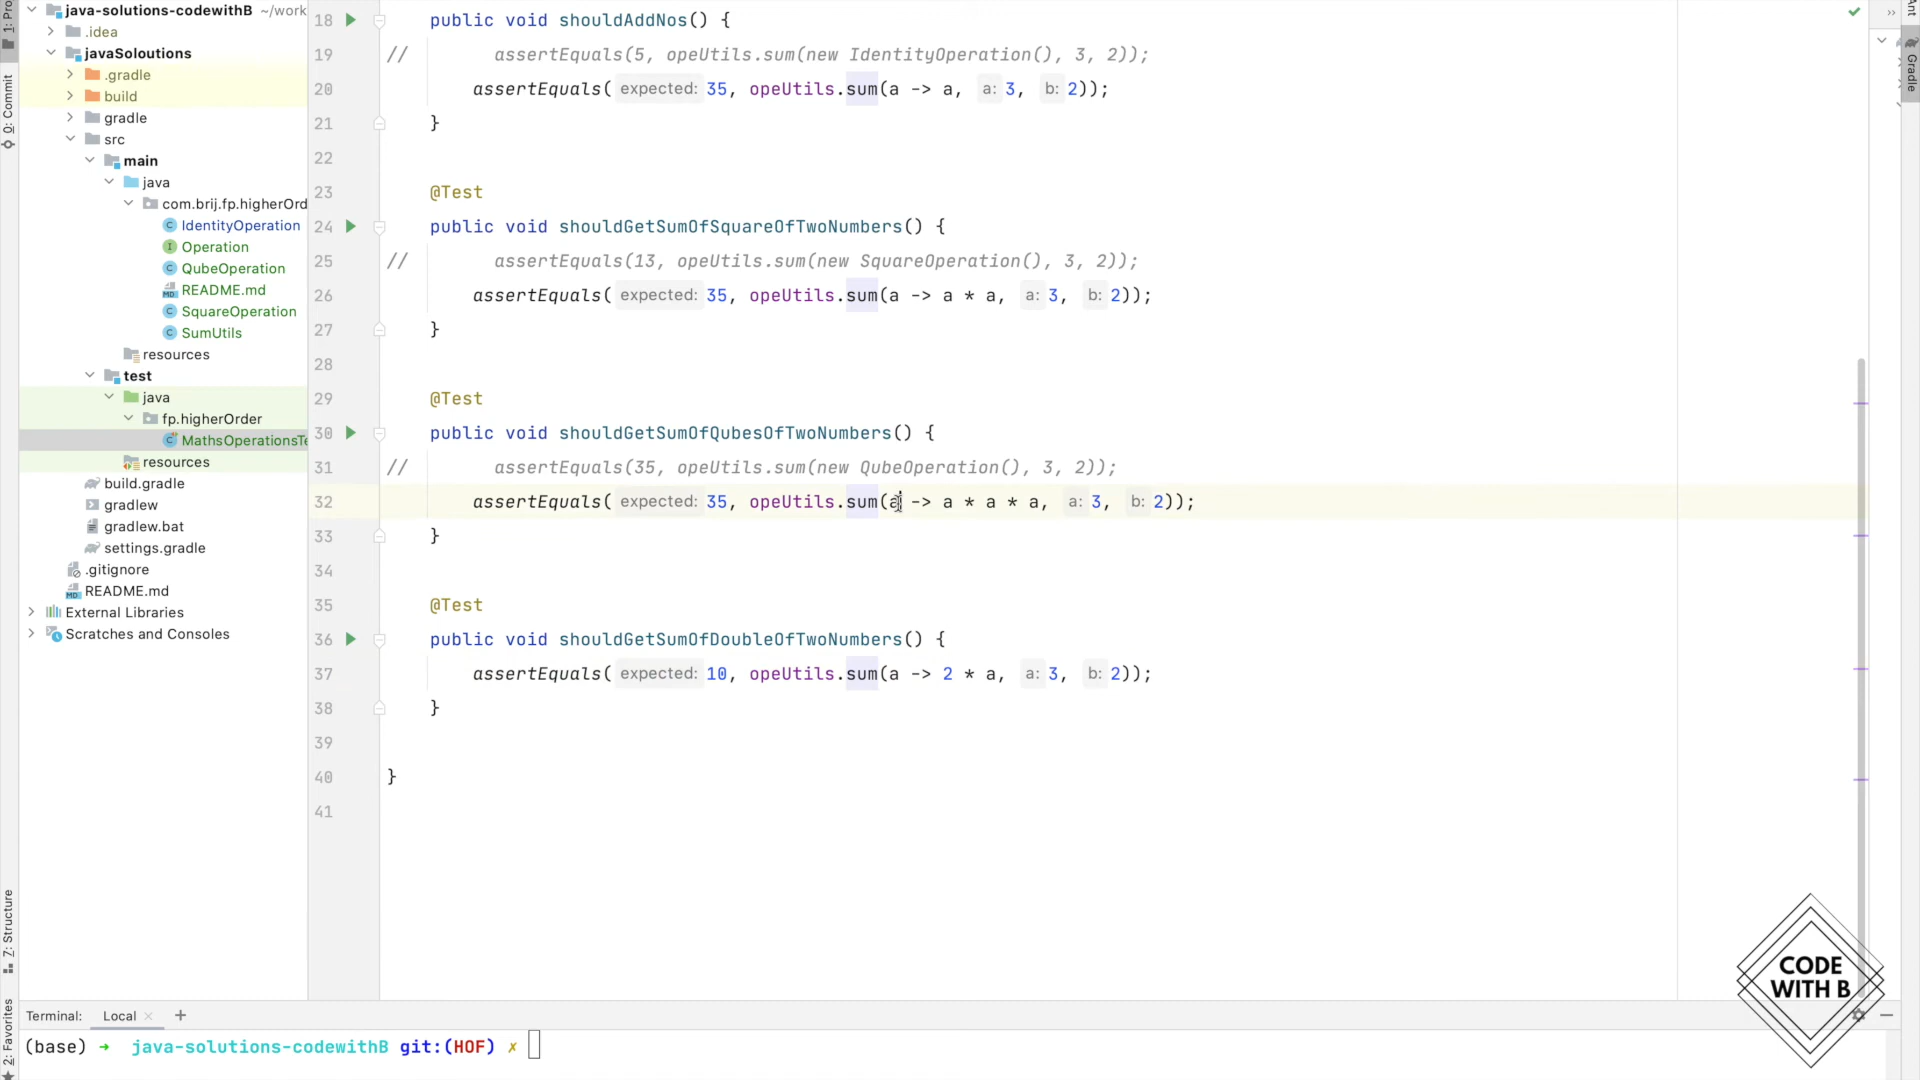 java-solutions-codewithB ~/work
.idea
javaSoloutions
.gradle
build
gradle
src
main
java
com.brij.fp.higherOrd
IdentityOperation
Operation
QubeOperation
README.md
SquareOperation
SumUtils
resources
test
java
fp.higherOrder
MathsOperationsTe
resources
build.gradle
gradlew
gradlew.bat
settings.gradle
.gitignore
README.md
External Libraries
Scratches and Consoles
0: Commit
Z: Structure
2: Favorites
18 public void shouldAddNos() {
19 // assertEquals(5, opeUtils.sum(new IdentityOperation(), 3, 2));
20 assertEquals( expected: 35, opeUtils.sum(a -> a, a: 3, b: 2));
21 }
22
23 @Test
24 public void shouldGetSumOfSquareOfTwoNumbers() {
25 // assertEquals(13, opeUtils.sum(new SquareOperation(), 3, 2));
26 assertEquals( expected: 35, opeUtils.sum(a -> a * a, a: 3, b: 2));
27 }
28
29 @Test
30 public void shouldGetSumOfQubesOfTwoNumbers() {
31 // assertEquals(35, opeUtils.sum(new QubeOperation(), 3, 2));
32 assertEquals( expected: 35, opeUtils.sum(a -> a * a * a, a: 3, b: 2));
33 }
34
35 @Test
36 public void shouldGetSumOfDoubleOfTwoNumbers() {
37 assertEquals( expected: 10, opeUtils.sum(a -> 2 * a, a: 3, b: 2));
38 }
39
40 }
41
Ant
Gradle
CODE
WITH B
Terminal: Local × +
(base) → java-solutions-codewithB git:(HOF) ✗